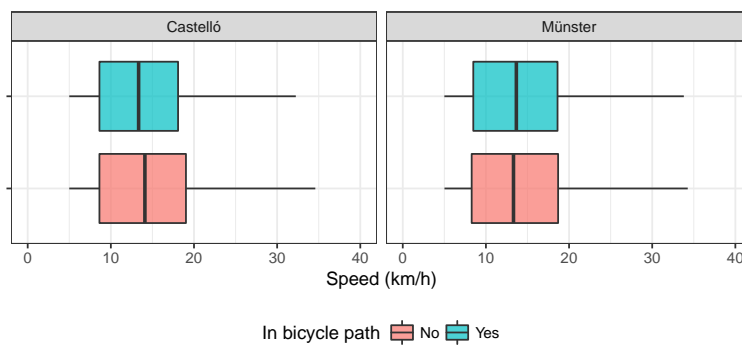 Castelló Münster
0 10 20 30 40 0 10 20 30 40
Speed (km/h)
In bicycle path No Yes